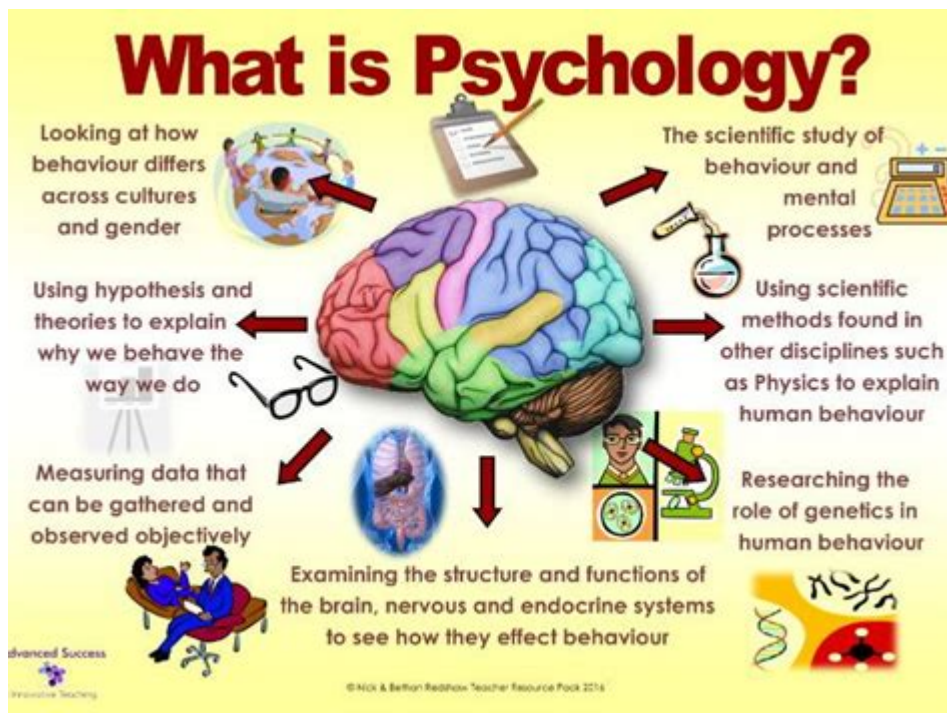 What is Psychology?
Looking at how
behaviour differs
across cultures
and gender
The scientific study of
behaviour and
mental
processes
Using hypothesis and
theories to explain
why we behave the
way we do
Using scientific
methods found in
other disciplines such
as Physics to explain
human behaviour
Measuring data that
can be gathered and
observed objectively
Researching the
role of genetics in
human behaviour
Examining the structure and functions of
the brain, nervous and endocrine systems
to see how they effect behaviour
dvanced Success
Innovative Teaching
© Nick & Bethan Redshaw Teacher Resource Pack 2016